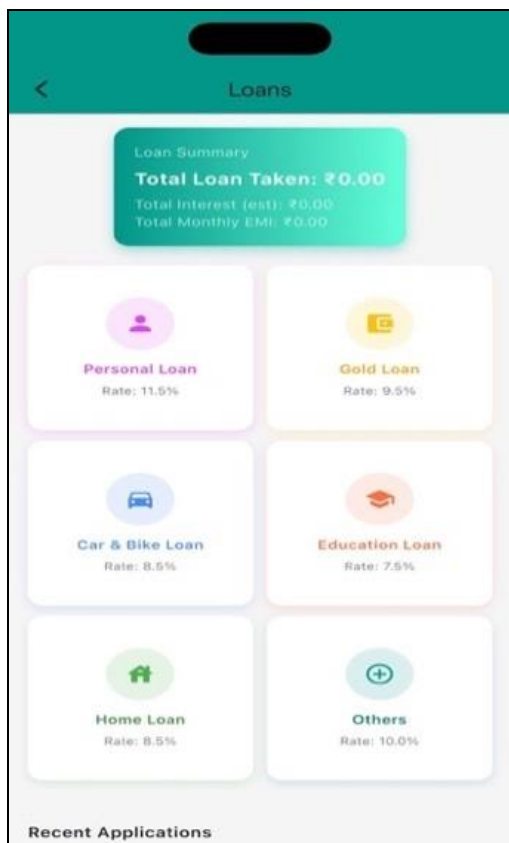 Loans
Loan Summary
Total Loan Taken: ₹0.00
Total Interest (est): ₹0.00
Total Monthly EMI: ₹0.00
Personal Loan
Rate: 11.5%
Gold Loan
Rate: 9.5%
Car & Bike Loan
Rate: 8.5%
Education Loan
Rate: 7.5%
Home Loan
Rate: 8.5%
Others
Rate: 10.0%
Recent Applications